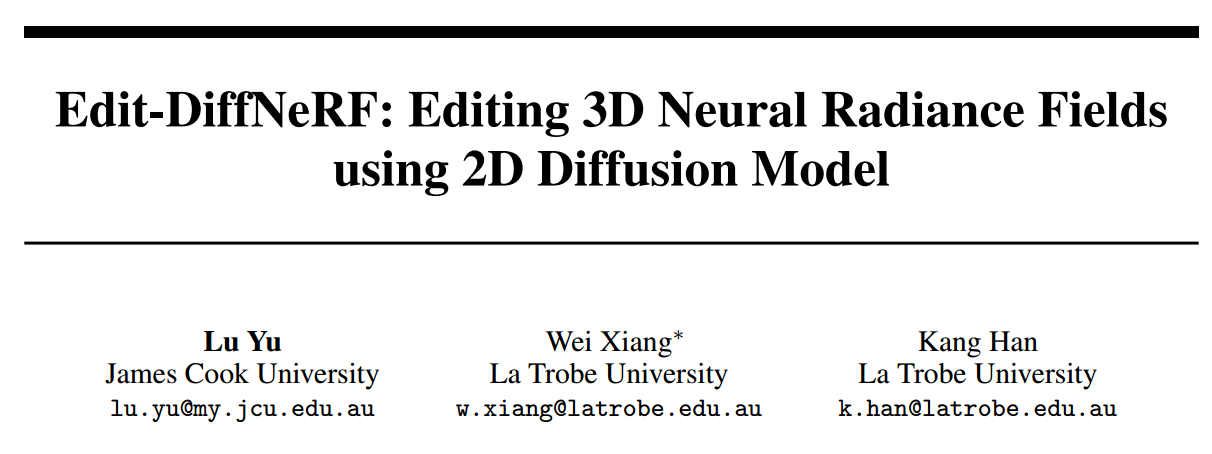 Edit-DiffNeRF: Editing 3D Neural Radiance Fields
using 2D Diffusion Model
Lu Yu
James Cook University
lu.yu@my.jcu.edu.au
Wei Xiang*
La Trobe University
w.xiang@latrobe.edu.au
Kang Han
La Trobe University
k.han@latrobe.edu.au